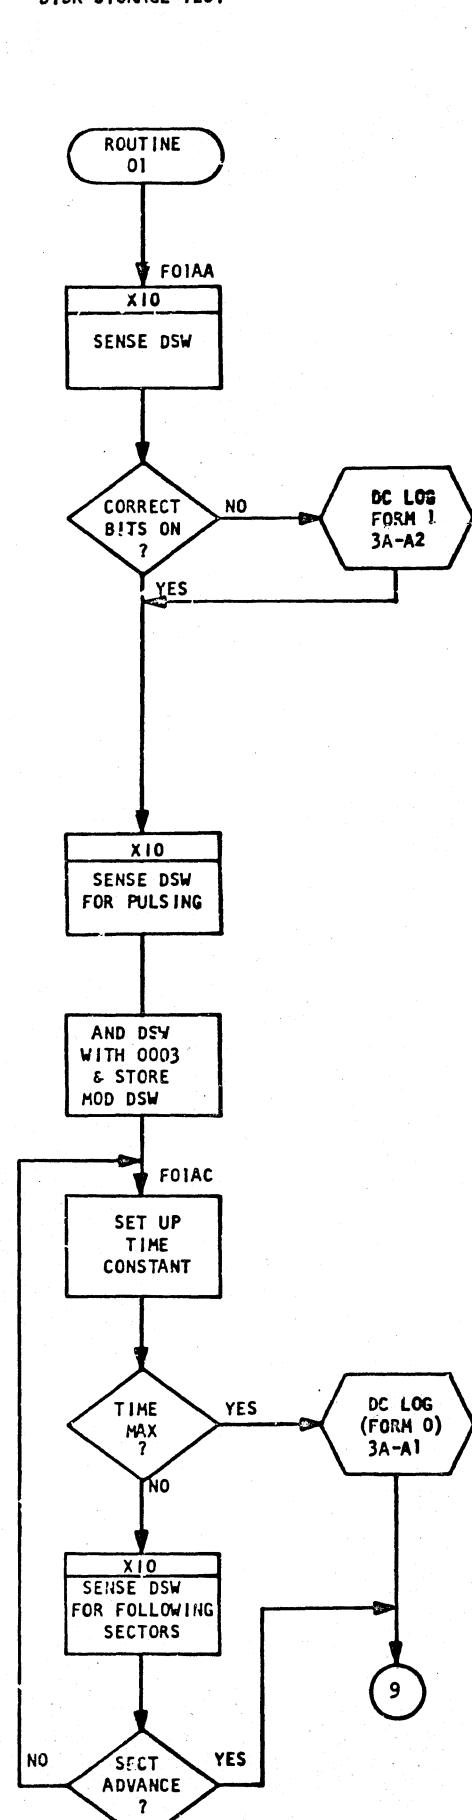 ROUTINE
01
F01AA
XIO
SENSE DSW
CORRECT
BITS ON
?
NO
DC LOG
FORM 1
3A-A2
YES
XIO
SENSE DSW
FOR PULSING
AND DSW
WITH 0003
& STORE
MOD DSW
F01AC
SET UP
TIME
CONSTANT
TIME
MAX
?
YES
DC LOG
(FORM 0)
3A-A1
NO
XIO
SENSE DSW
FOR FOLLOWING
SECTORS
9
NO
SECT
ADVANCE
?
YES